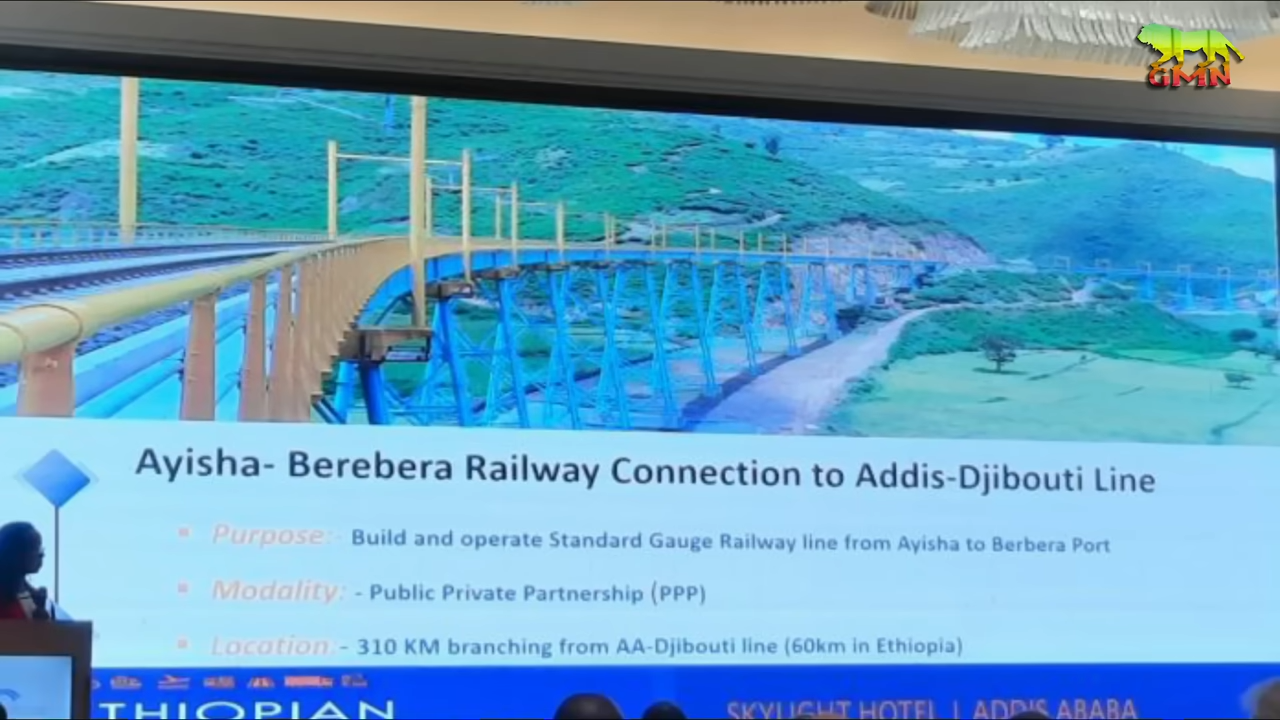 GMN
Ayisha- Berebera Railway Connection to Addis-Djibouti Line
Purpose:- Build and operate Standard Gauge Railway line from Ayisha to Berbera Port
Modality: - Public Private Partnership (PPP)
Location:- 310 KM branching from AA-Djibouti line (60km in Ethiopia)
THIOPIAN
SKYLIGHT HOTEL | ADDIS ABABA